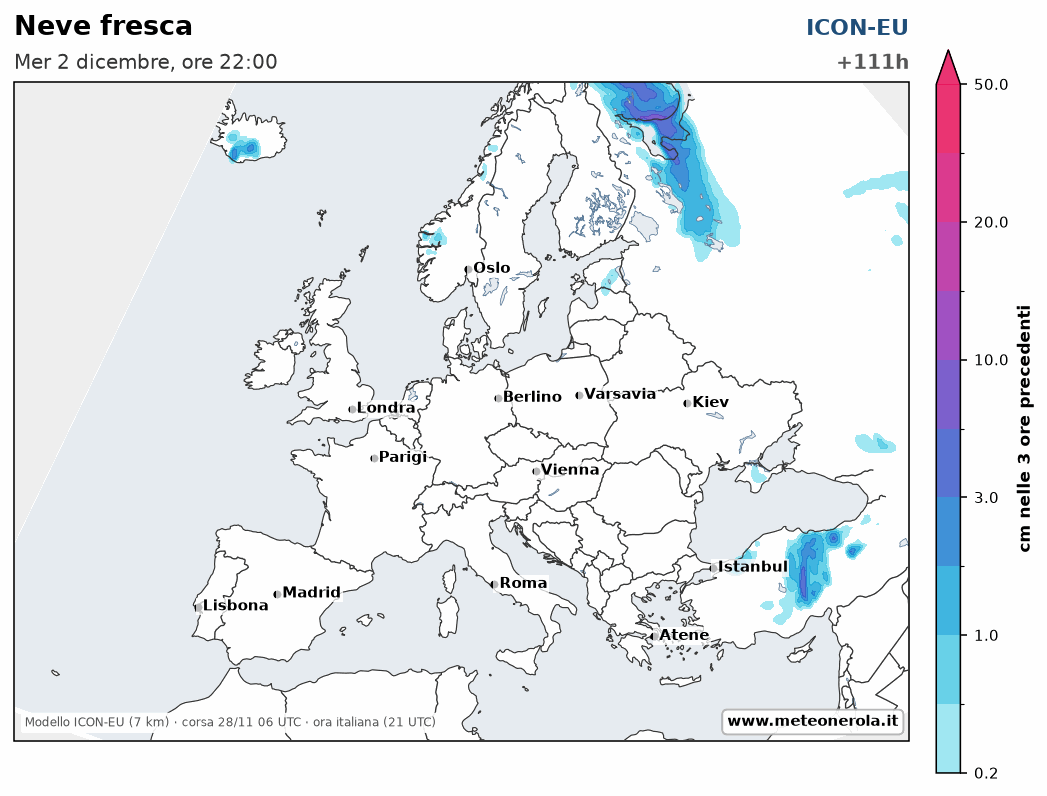 Neve fresca
ICON-EU
Mer 2 dicembre, ore 22:00
+111h
50.0
20.0
10.0
3.0
1.0
0.2
cm nelle 3 ore precedenti
Oslo
Londra
Berlino
Varsavia
Kiev
Parigi
Vienna
Istanbul
Madrid
Roma
Lisbona
Atene
Modello ICON-EU (7 km) · corsa 28/11 06 UTC · ora italiana (21 UTC)
www.meteonerola.it